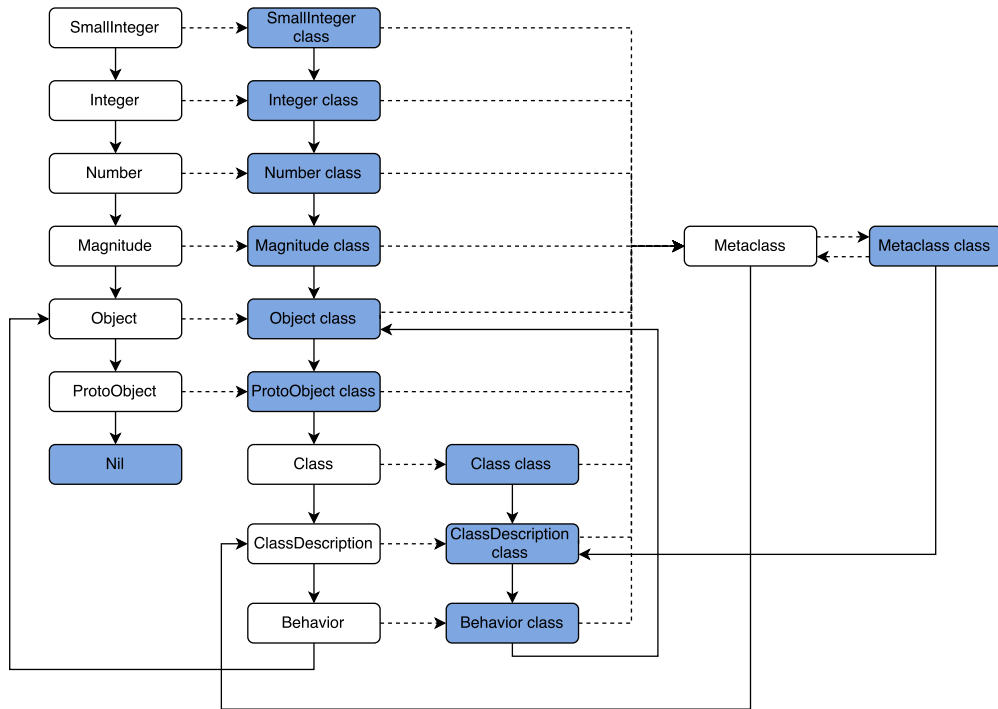 SmallInteger
SmallInteger
class
Integer
Integer class
Number
Number class
Magnitude
Magnitude class
Metaclass
Metaclass class
Object
Object class
ProtoObject
ProtoObject class
Nil
Class
Class class
ClassDescription
ClassDescription
class
Behavior
Behavior class